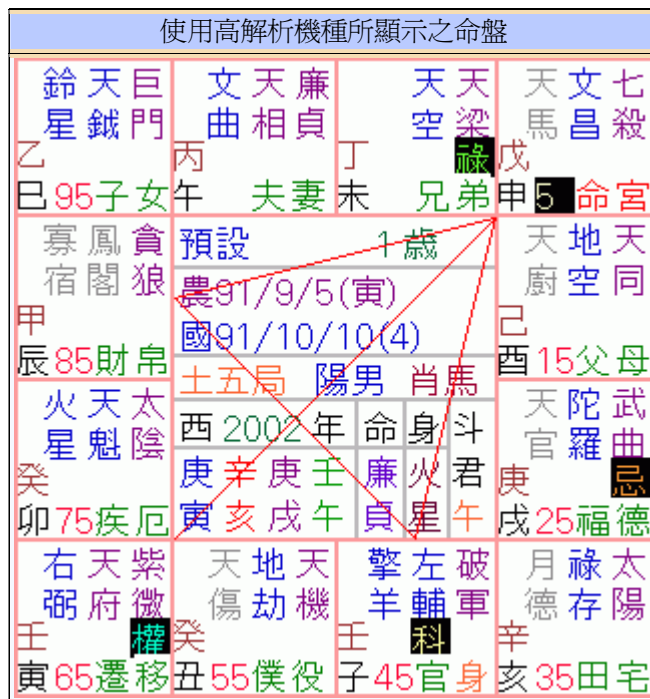 使用高解析機種所顯示之命盤
鈴天巨
星鉞門
乙
巳95子女
文天廉
曲相貞
丙
午 夫妻
天天
空梁
丁 祿
未 兄弟
天文七
馬昌殺
戊
申5命宮
寡鳳貪
宿閣狼
甲
辰85財帛
預設 1歲
農91/9/5(寅)
國91/10/10(4)
土五局 陽男 肖馬
西2002年 命身斗
庚辛庚壬 廉火君
寅亥戌午 貞星午
天地天
廚空同
己
酉15父母
火天太
星魁陰
癸
卯75疾厄
天陀武
官羅曲
庚 忌
戌25福德
右天紫
弼府微
壬 權
寅65遷移
天地天
傷劫機
癸
丑55僕役
擎左破
羊輔軍
壬 科
子45官身
月祿太
德存陽
辛
亥35田宅